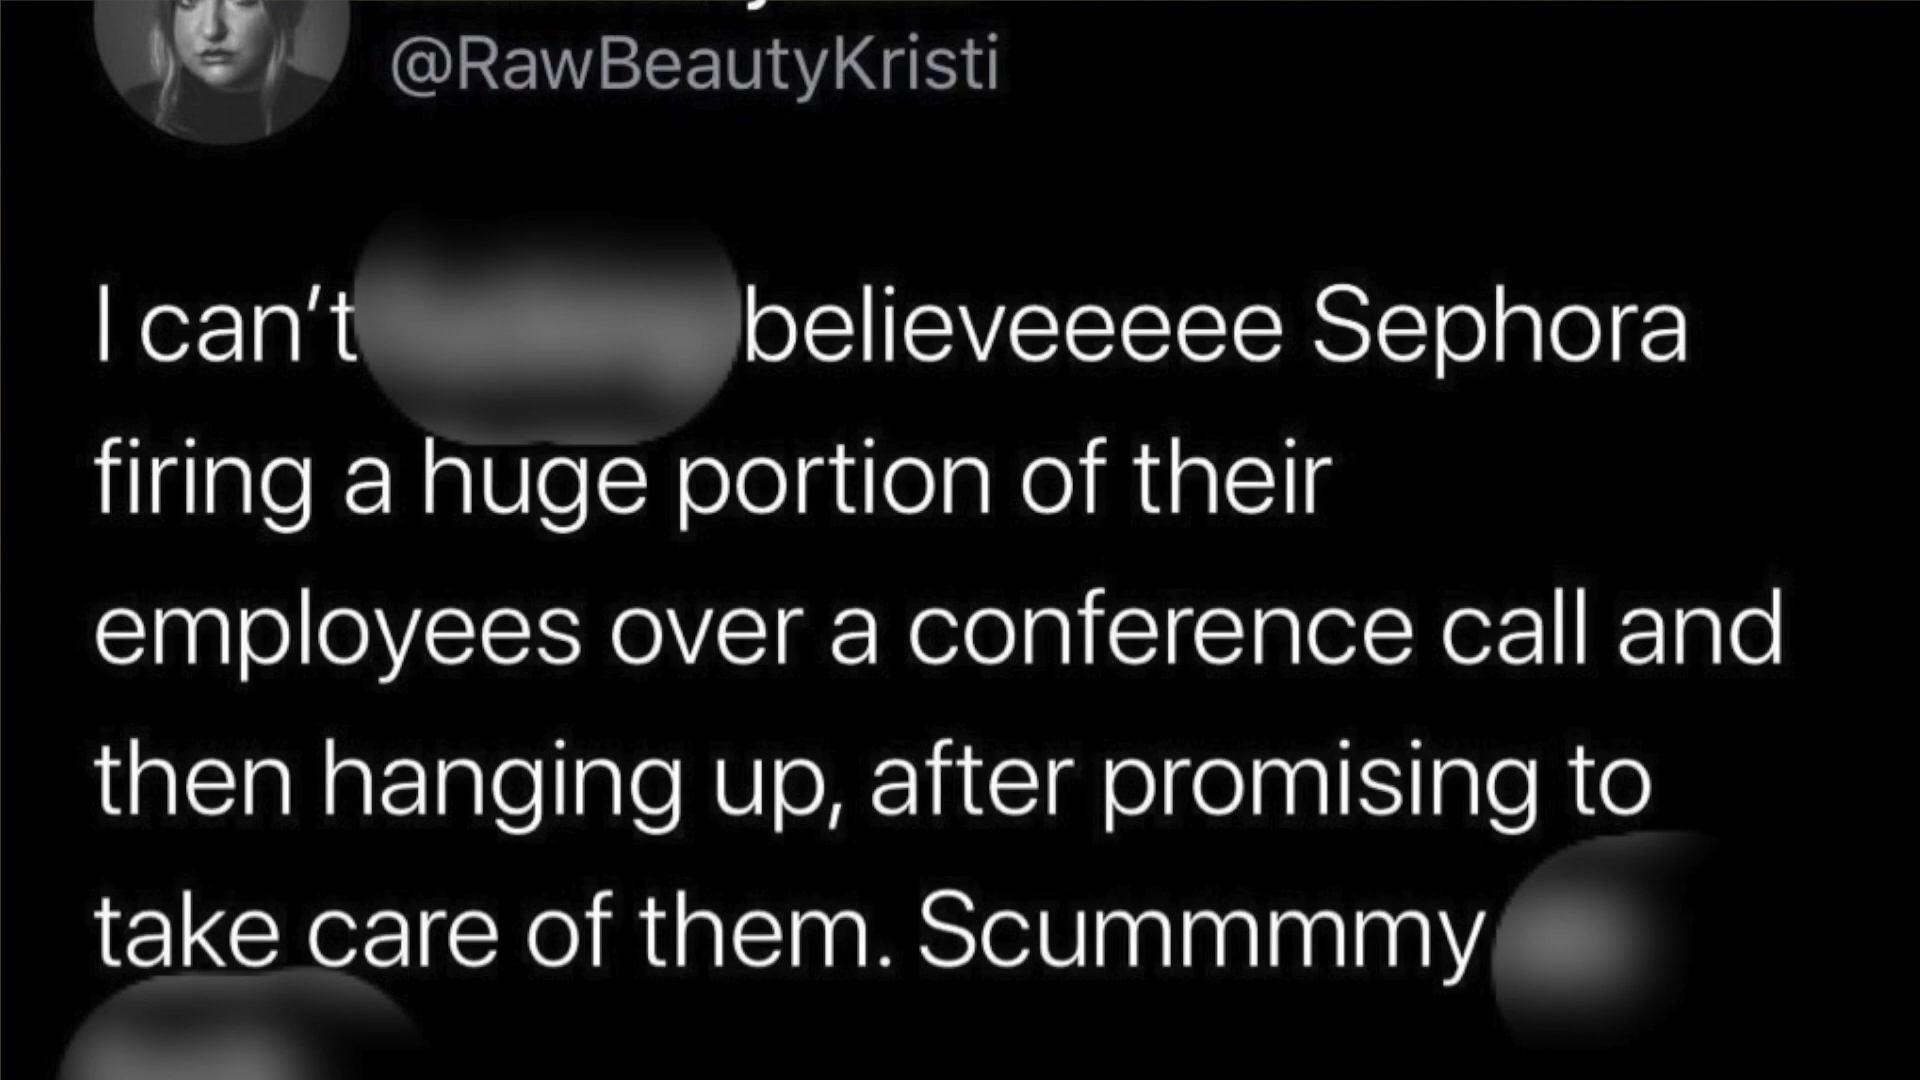 @RawBeautyKristi
I can’t believeeeee Sephora
firing a huge portion of their
employees over a conference call and
then hanging up, after promising to
take care of them. Scummmmy